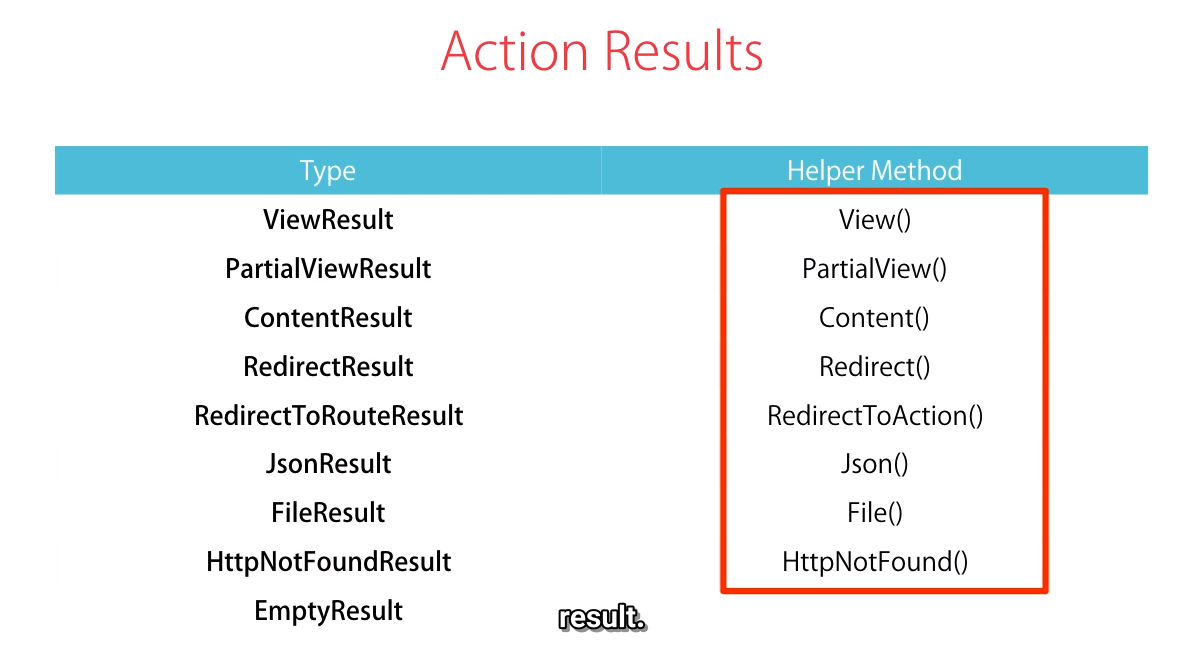 Action Results
Type Helper Method
ViewResult View()
PartialViewResult PartialView()
ContentResult Content()
RedirectResult Redirect()
RedirectToRouteResult RedirectToAction()
JsonResult Json()
FileResult File()
HttpNotFoundResult HttpNotFound()
EmptyResult
result.